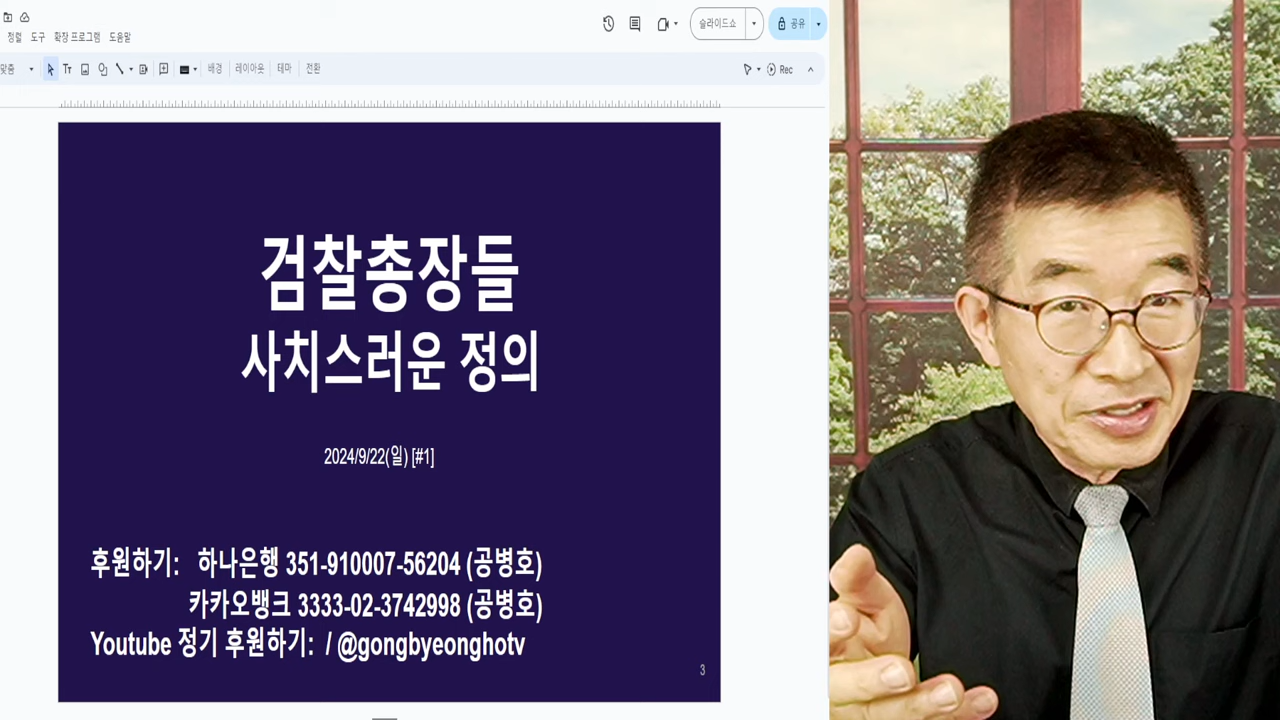 정렬 도구 확장 프로그램 도움말
슬라이드쇼
공유
맞춤
배경 레이아웃 테마 전환
Rec
검찰총장들
사치스러운 정의
2024/9/22(일) [#1]
후원하기: 하나은행 351-910007-56204 (공병호)
카카오뱅크 3333-02-3742998 (공병호)
Youtube 정기 후원하기: / @gongbyeonghotv
3